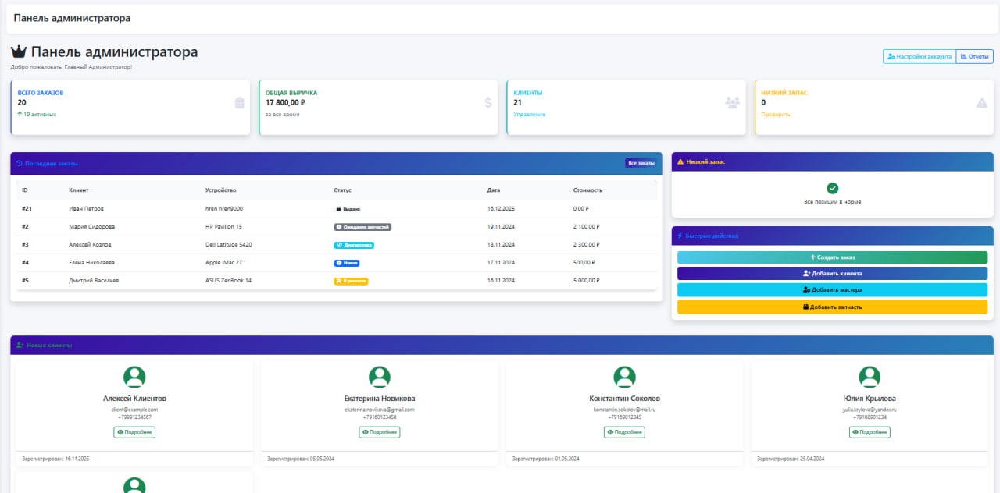 Панель администратора
Панель администратора
Добро пожаловать, Главный Администратор!
Настройки аккаунта
Отчеты
ВСЕГО ЗАКАЗОВ
20
19 активных
ОБЩАЯ ВЫРУЧКА
17 800,00 ₽
за все время
КЛИЕНТЫ
21
Управление
НИЗКИЙ ЗАПАС
0
Проверить
Последние заказы
Все заказы
ID Клиент Устройство Статус Дата Стоимость
#21 Иван Петров hren hren9000 Выдано 16.12.2025 0,00 ₽
#2 Мария Сидорова HP Pavilion 15 Ожидание запчастей 19.11.2024 2 100,00 ₽
#3 Алексей Козлов Dell Latitude 5420 Диагностика 18.11.2024 2 300,00 ₽
#4 Елена Николаева Apple iMac 27" Новая 17.11.2024 500,00 ₽
#5 Дмитрий Васильев ASUS ZenBook 14 В ремонте 16.11.2024 5 000,00 ₽
Низкий запас
Все позиции в норме
Быстрые действия
Создать заказ
Добавить клиента
Добавить мастера
Добавить запчасть
Новые клиенты
Алексей Клиентов
client@example.com
+79991234567
Подробнее
Зарегистрирован: 16.11.2025
Екатерина Новикова
ekaterina.novikova@gmail.com
+79160123456
Подробнее
Зарегистрирован: 05.05.2024
Константин Соколов
konstantin.sokolov@mail.ru
+79169012345
Подробнее
Зарегистрирован: 01.05.2024
Юлия Крылова
yulia.krylova@yandex.ru
+79168901234
Подробнее
Зарегистрирован: 25.04.2024